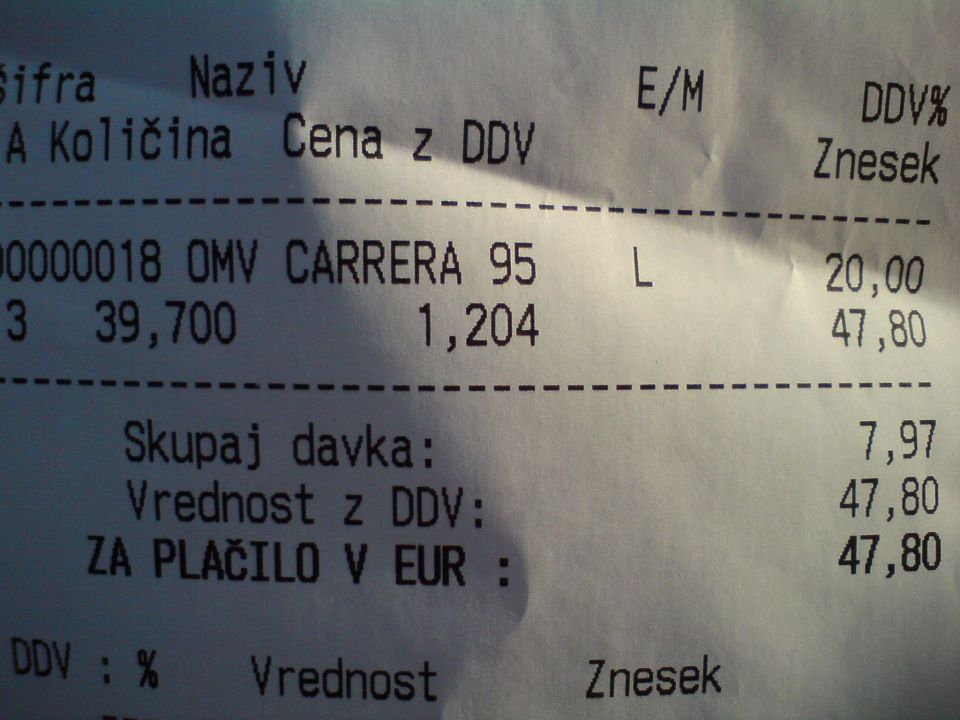 šifra Naziv E/M DDV%
A Količina Cena z DDV Znesek
00000018 OMV CARRERA 95 L 20,00
3 39,700 1,204 47,80
Skupaj davka: 7,97
Vrednost z DDV: 47,80
ZA PLAČILO V EUR : 47,80
DDV : % Vrednost Znesek